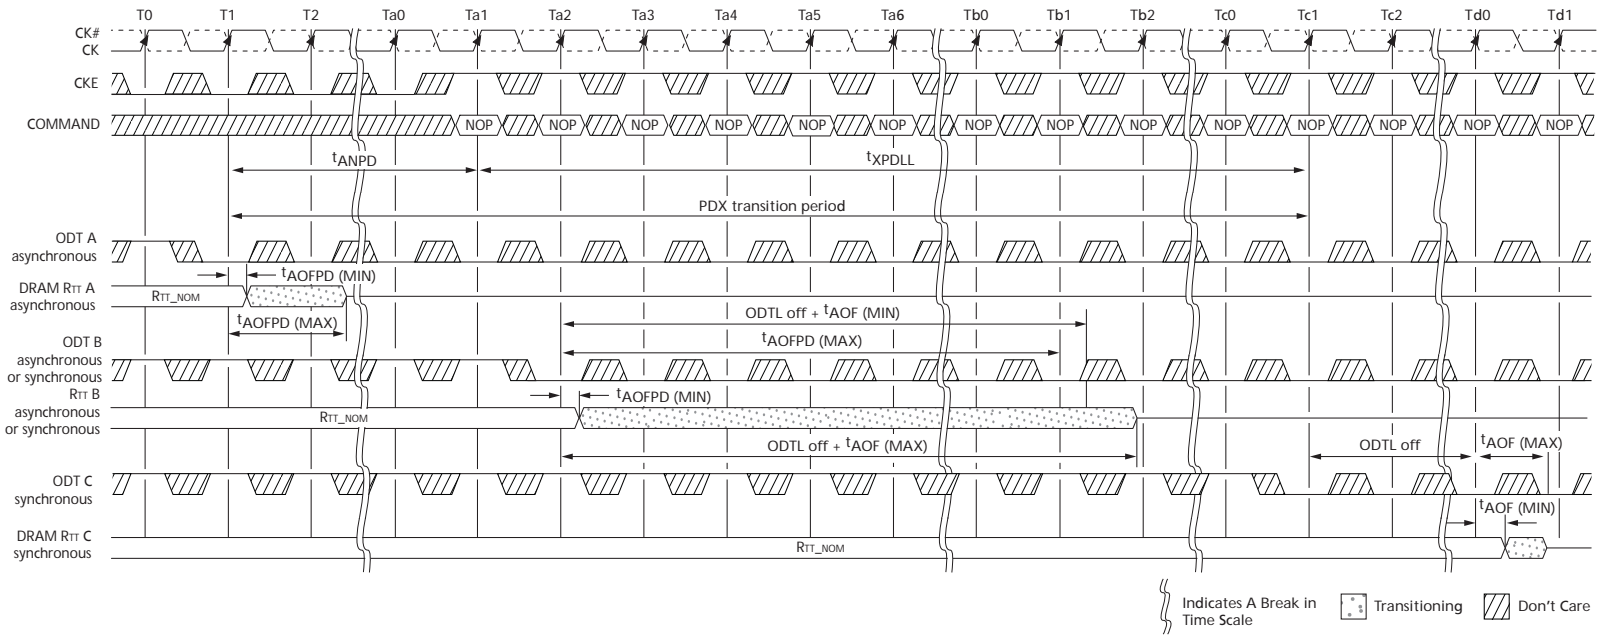 T0 T1 T2 Ta0 Ta1 Ta2 Ta3 Ta4 Ta5 Ta6 Tb0 Tb1 Tb2 Tc0 Tc1 Tc2 Td0 Td1
CK#
CK
CKE
COMMAND
NOP NOP NOP NOP NOP NOP NOP NOP NOP NOP NOP NOP NOP NOP
tANPD
tXPDLL
PDX transition period
ODT A
asynchronous
tAOFPD (MIN)
DRAM RTT A
asynchronous
RTT_NOM
tAOFPD (MAX)
ODTL off + tAOF (MIN)
tAOFPD (MAX)
ODT B
asynchronous
or synchronous
tAOFPD (MIN)
RTT B
asynchronous
or synchronous
RTT_NOM
ODTL off + tAOF (MAX)
ODTL off
tAOF (MAX)
ODT C
synchronous
tAOF (MIN)
DRAM RTT C
synchronous
RTT_NOM
Indicates A Break in
Time Scale
Transitioning
Don't Care